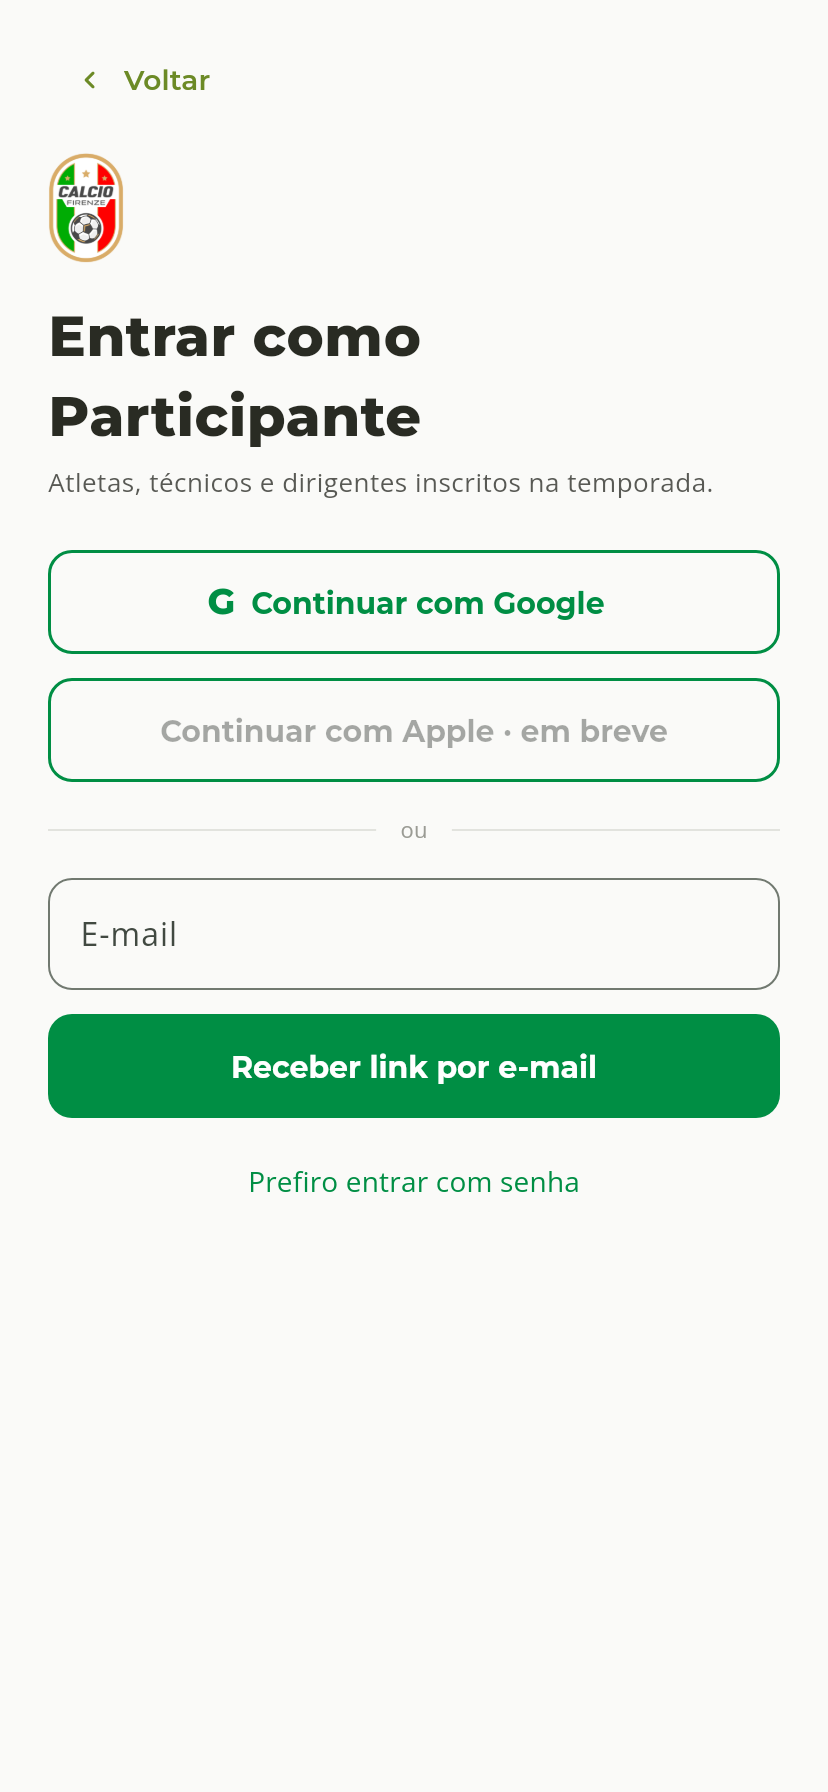 Voltar
CALCIO
FIRENZE
Entrar como
Participante
Atletas, técnicos e dirigentes inscritos na temporada.
G Continuar com Google
Continuar com Apple · em breve
ou
E-mail
Receber link por e-mail
Prefiro entrar com senha